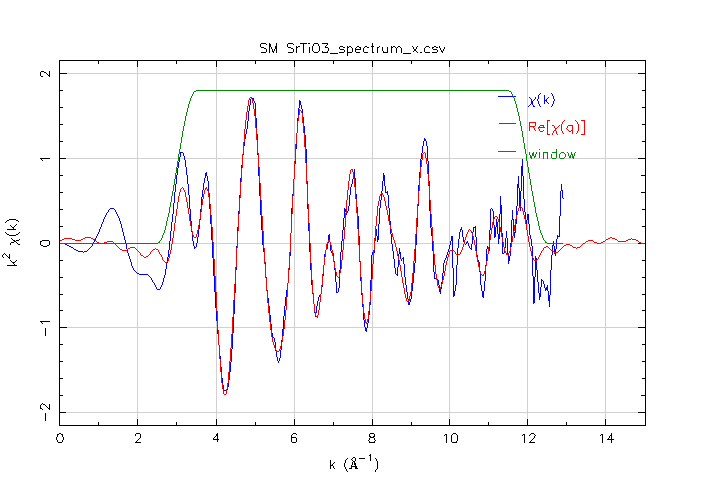 SM SrTiO3_spectrum_x.csv
χ(k)
Re[χ(q)]
window
2
1
0
-1
-2
k² χ(k)
0 2 4 6 8 10 12 14
k (Å⁻¹)